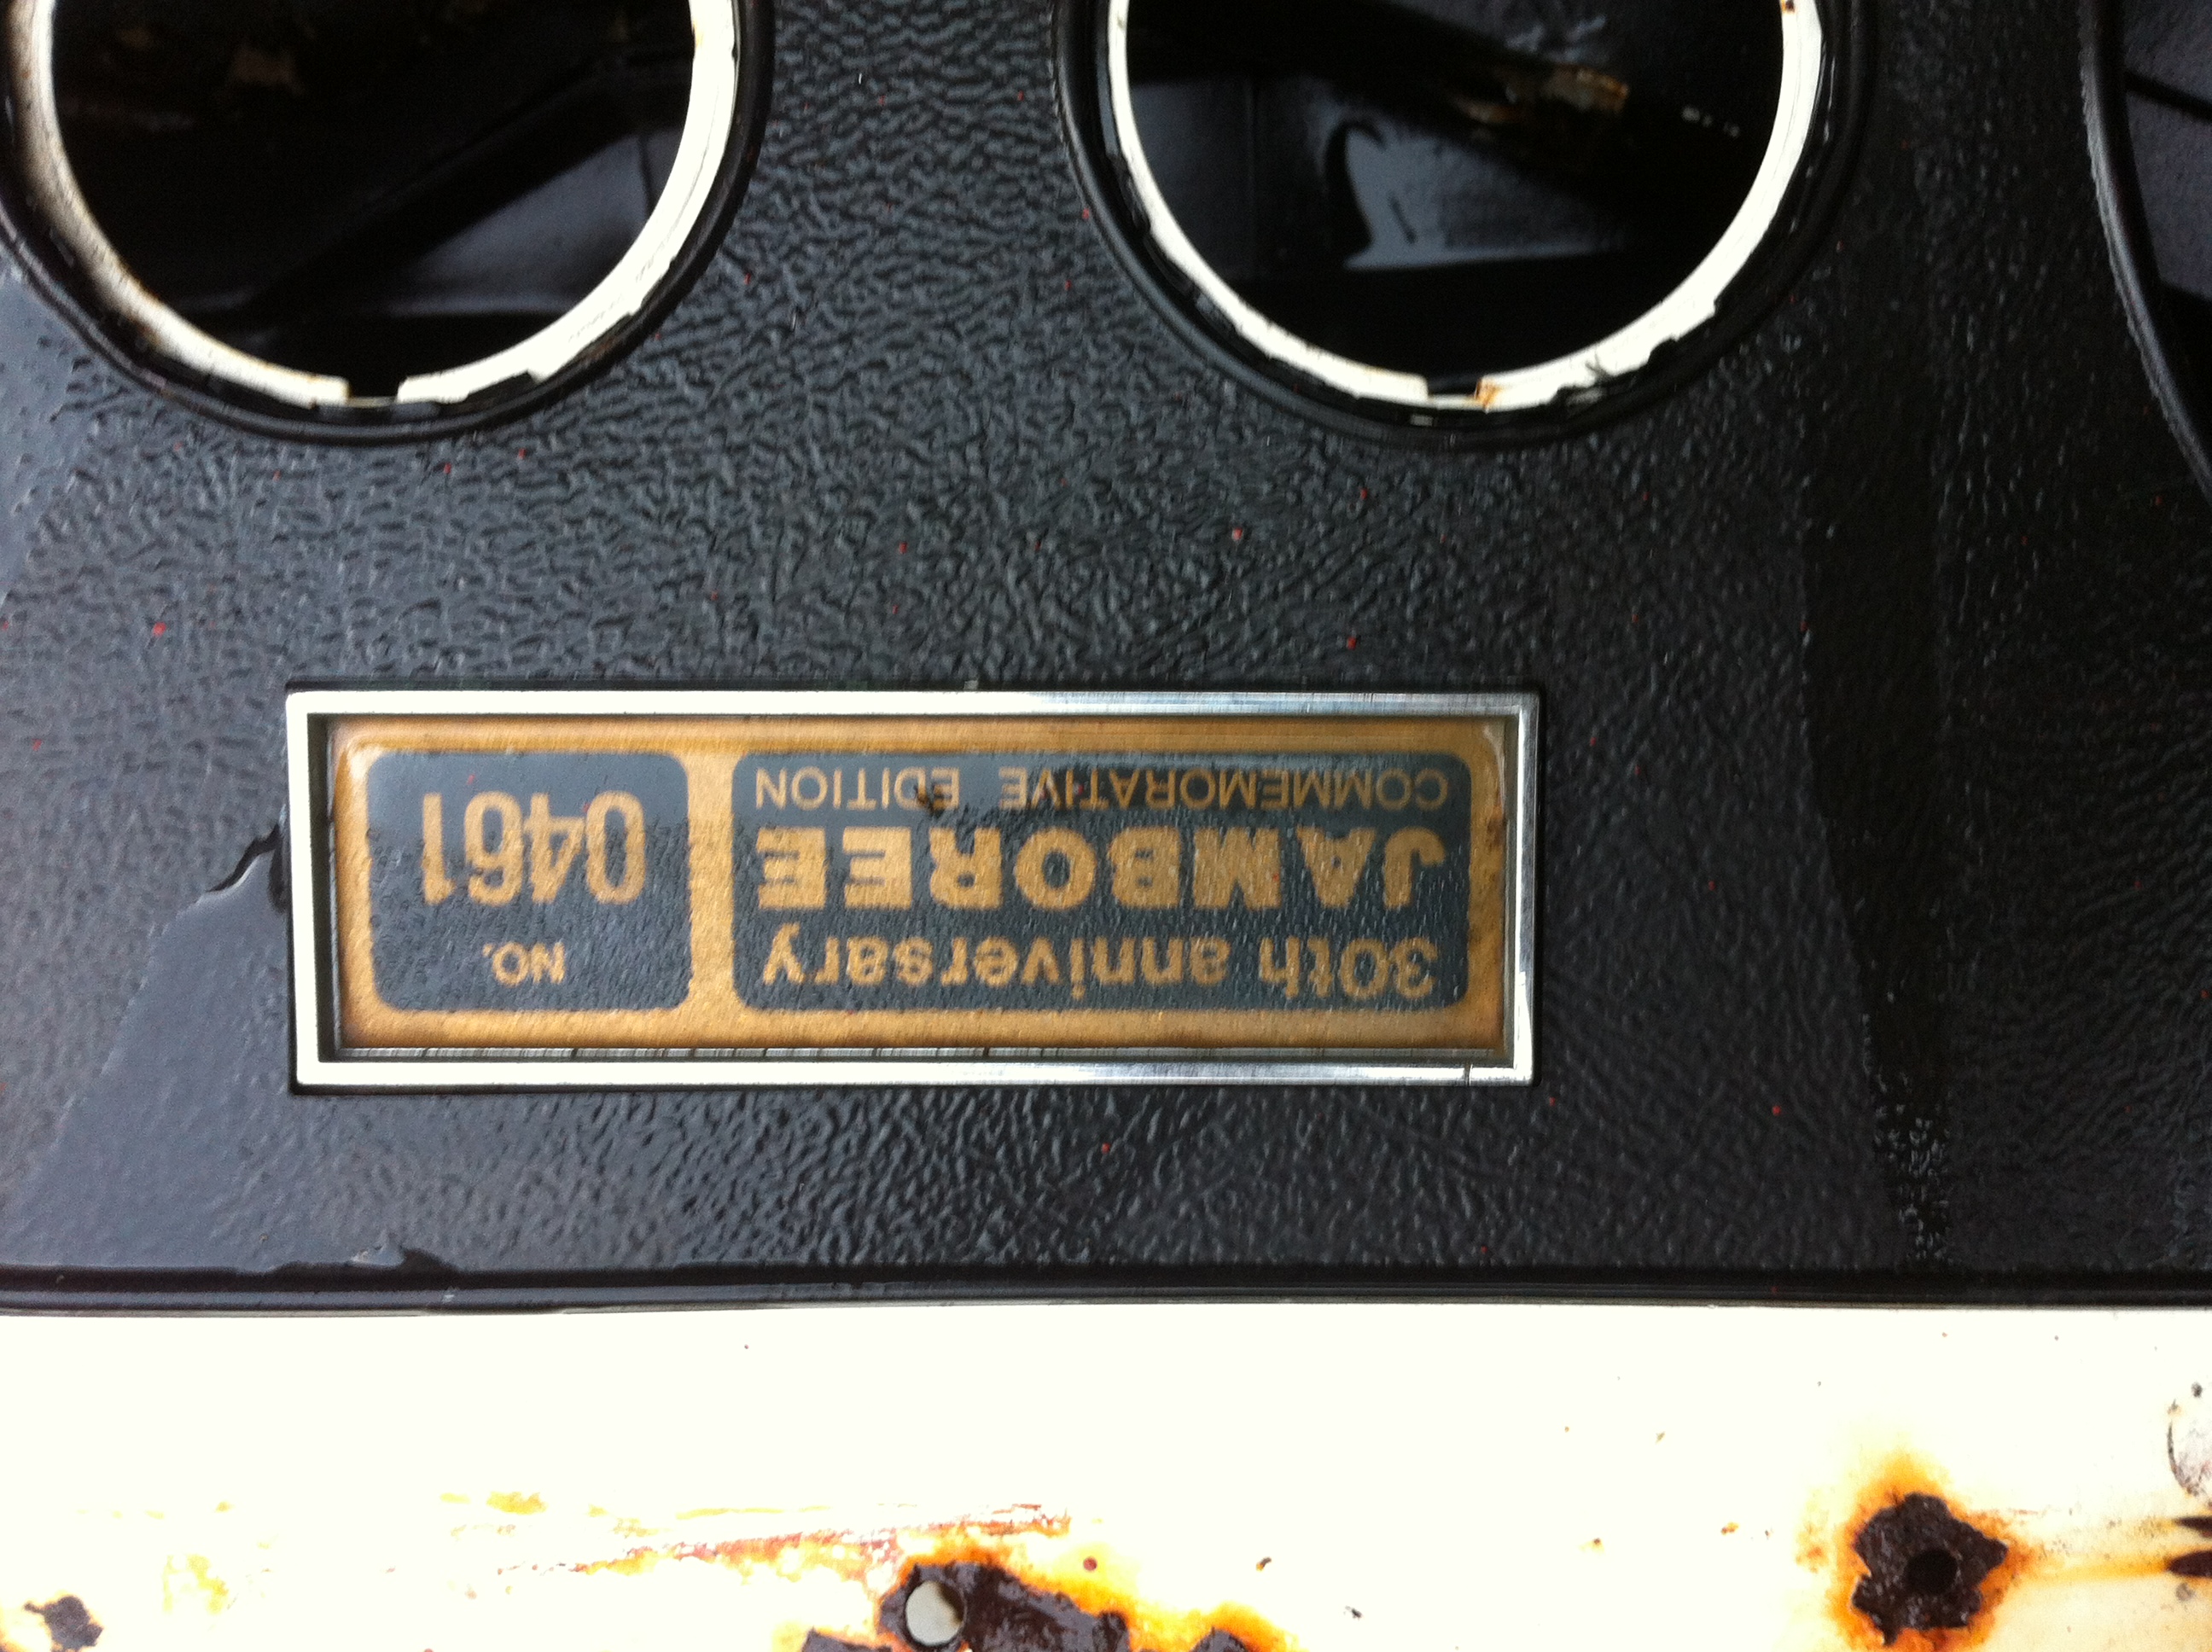 30th anniversary
JAMBOREE
COMMEMORATIVE EDITION
NO.
0461